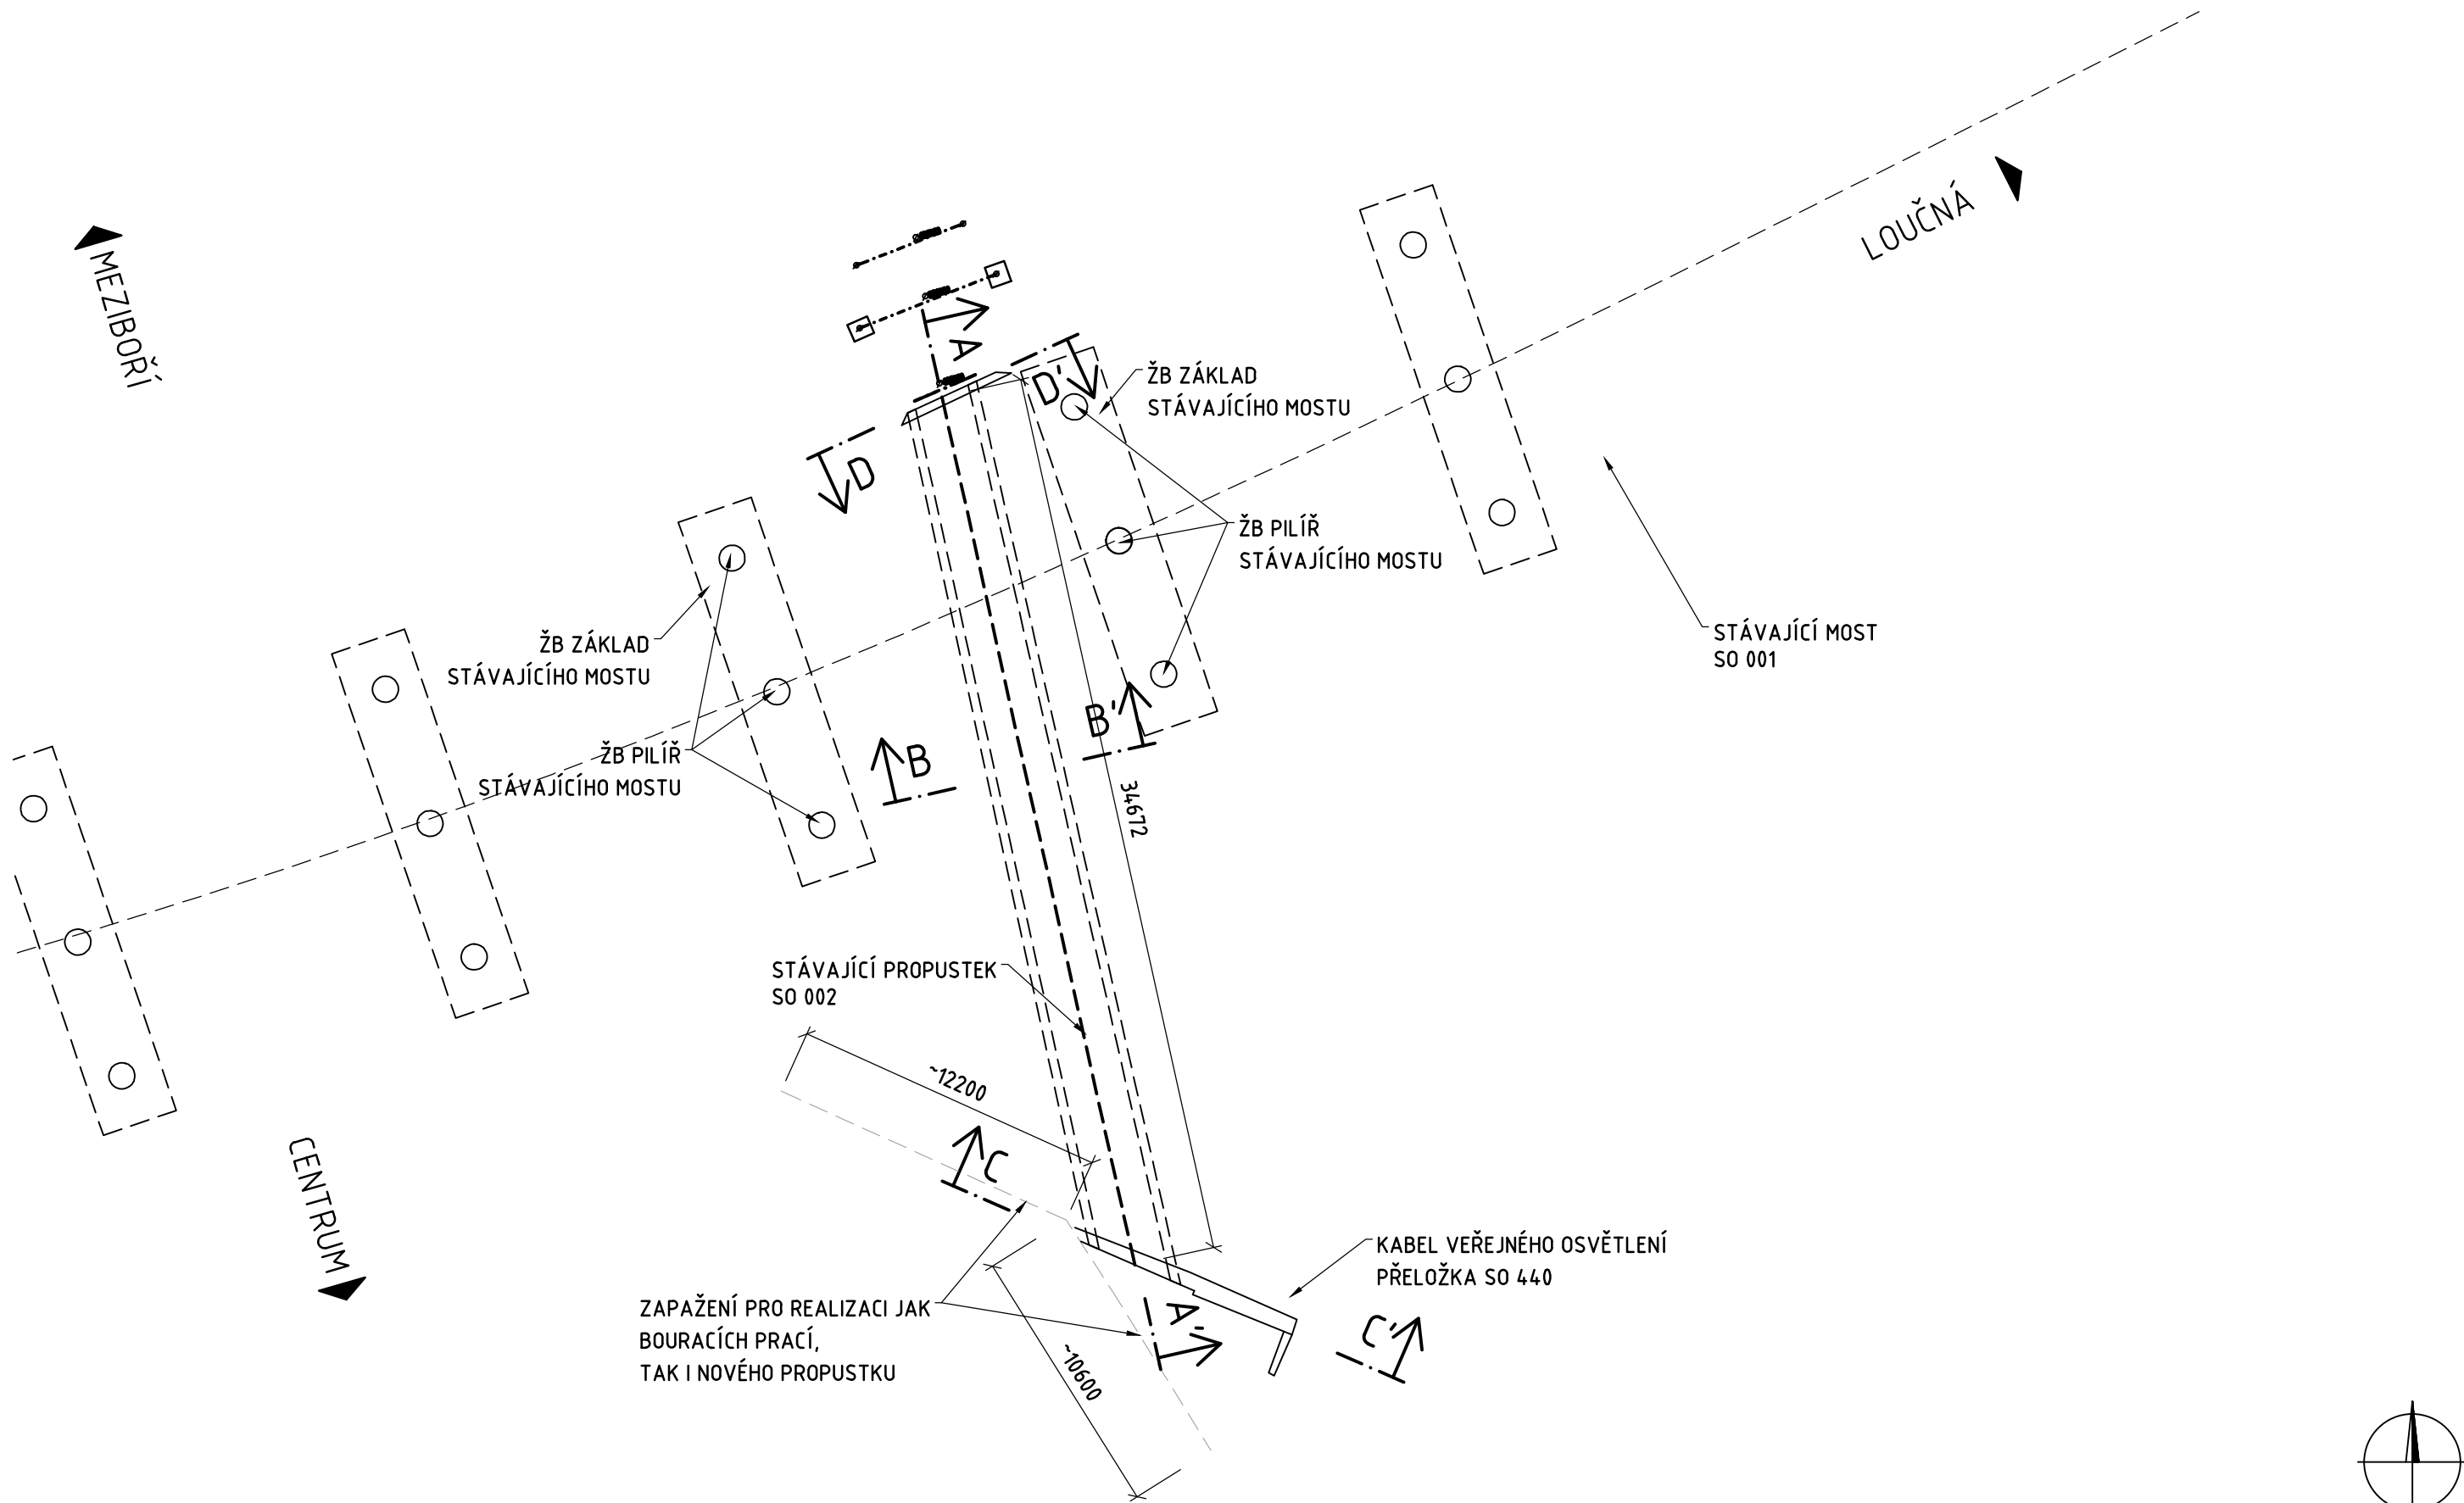 MEZIBOŘÍ
LOUČNÁ
A
D'
ŽB ZÁKLAD
STÁVAJÍCÍHO MOSTU
D
ŽB PILÍŘ
STÁVAJÍCÍHO MOSTU
STÁVAJÍCÍ MOST
SO 001
ŽB ZÁKLAD
STÁVAJÍCÍHO MOSTU
B'
B
ŽB PILÍŘ
STÁVAJÍCÍHO MOSTU
34672
STÁVAJÍCÍ PROPUSTEK
SO 002
~12200
C
CENTRUM
KABEL VEŘEJNÉHO OSVĚTLENÍ
PŘELOŽKA SO 440
ZAPAŽENÍ PRO REALIZACI JAK
BOURACÍCH PRACÍ,
TAK I NOVÉHO PROPUSTKU
A'
C'
~10600